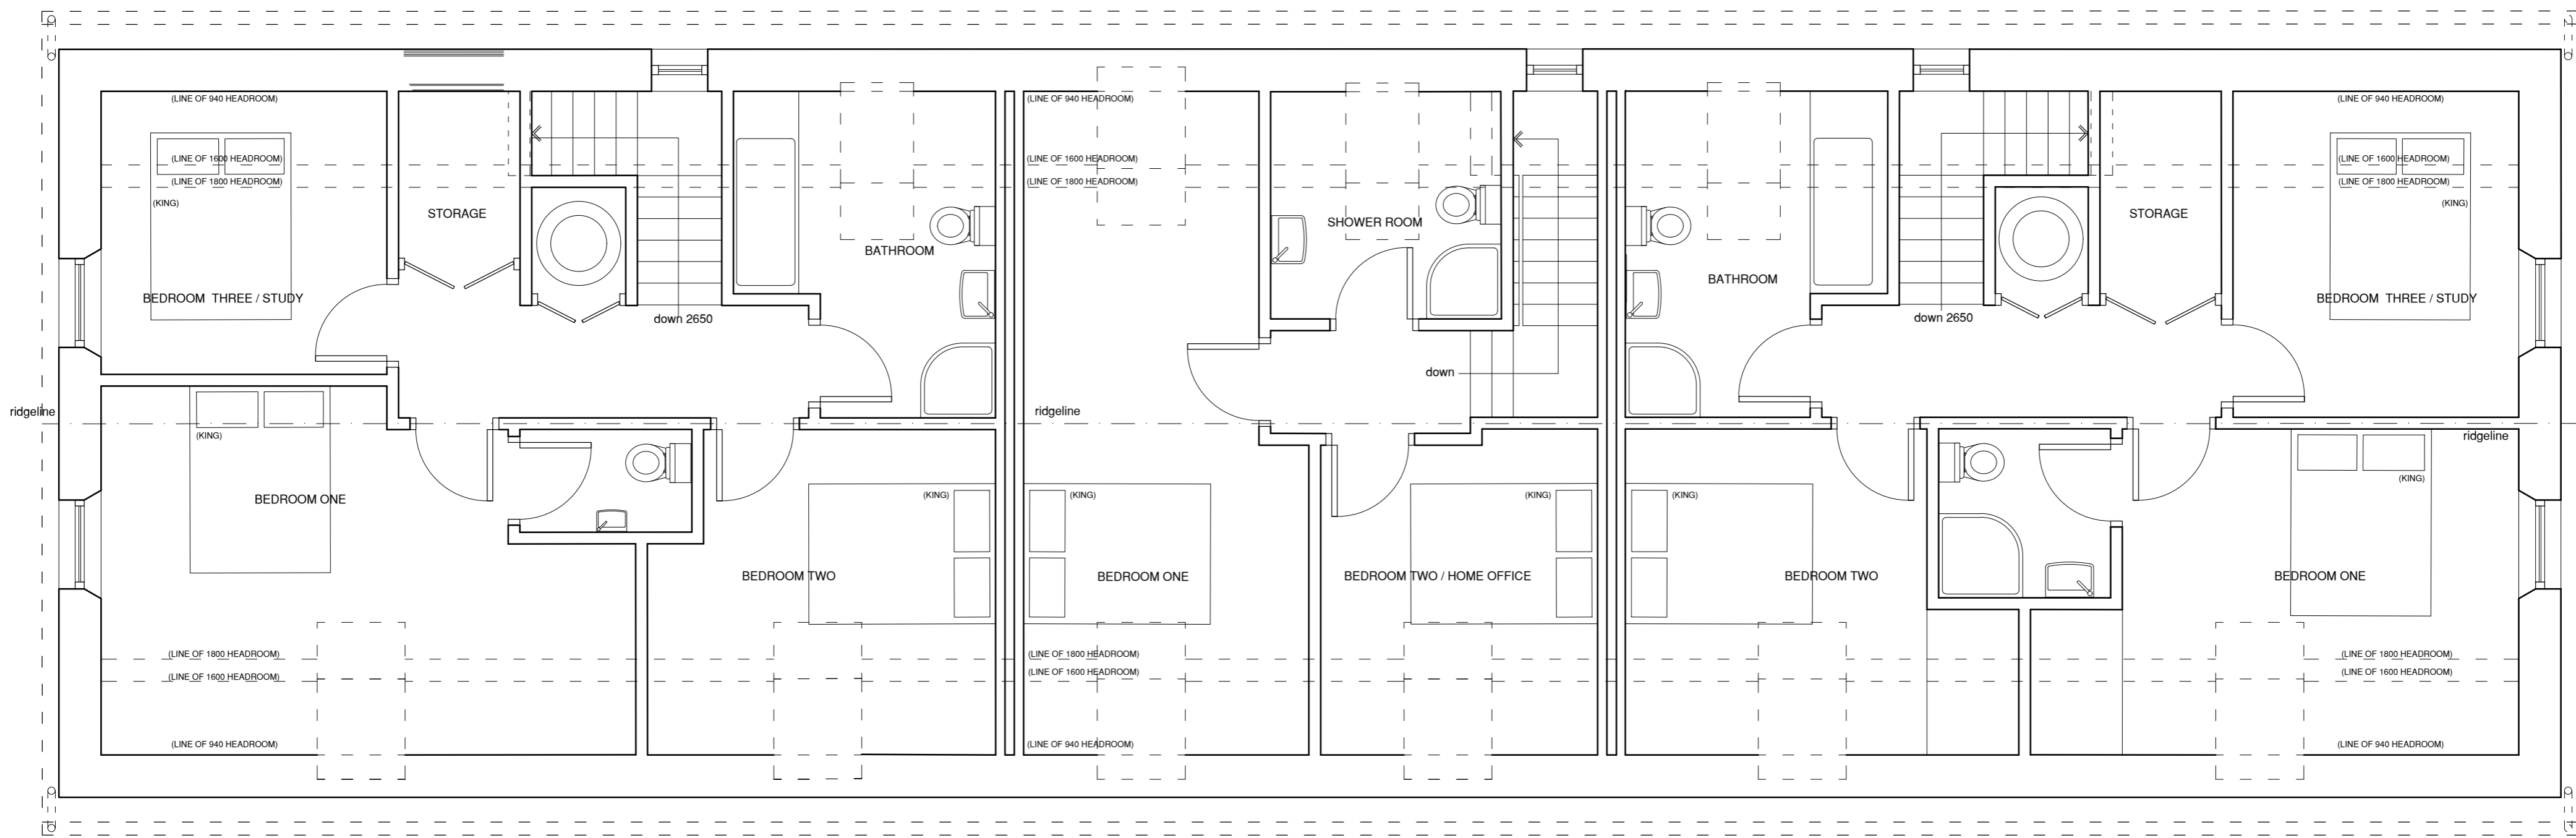 (LINE OF 940 HEADROOM)
(LINE OF 940 HEADROOM)
(LINE OF 940 HEADROOM)
(LINE OF 1600 HEADROOM)
(LINE OF 1600 HEADROOM)
(LINE OF 1600 HEADROOM)
(LINE OF 1800 HEADROOM)
(LINE OF 1800 HEADROOM)
(LINE OF 1800 HEADROOM)
(KING)
(KING)
STORAGE
STORAGE
SHOWER ROOM
BATHROOM
BATHROOM
BEDROOM THREE / STUDY
BEDROOM THREE / STUDY
down 2650
down 2650
down
ridgeline
ridgeline
ridgeline
(KING)
(KING)
BEDROOM ONE
(KING)
(KING)
(KING)
(KING)
BEDROOM TWO
BEDROOM ONE
BEDROOM TWO / HOME OFFICE
BEDROOM TWO
BEDROOM ONE
(LINE OF 1800 HEADROOM)
(LINE OF 1800 HEADROOM)
(LINE OF 1800 HEADROOM)
(LINE OF 1600 HEADROOM)
(LINE OF 1600 HEADROOM)
(LINE OF 1600 HEADROOM)
(LINE OF 940 HEADROOM)
(LINE OF 940 HEADROOM)
(LINE OF 940 HEADROOM)